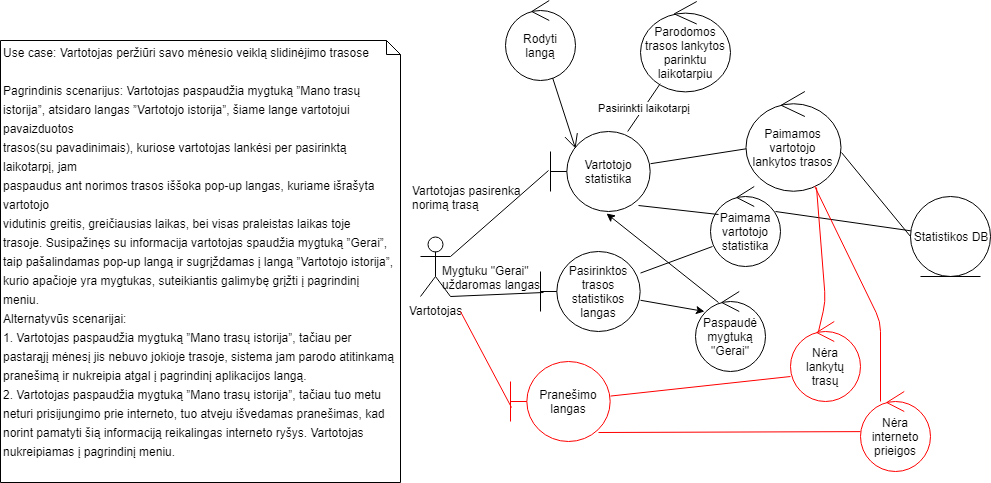 Use case: Vartotojas peržiūri savo mėnesio veiklą slidinėjimo trasose
Pagrindinis scenarijus: Vartotojas paspaudžia mygtuką ”Mano trasų
istorija”, atsidaro langas ”Vartotojo istorija”, šiame lange vartotojui
pavaizduotos
trasos(su pavadinimais), kuriose vartotojas lankėsi per pasirinktą
laikotarpį, jam
paspaudus ant norimos trasos iššoka pop-up langas, kuriame išrašyta
vartotojo
vidutinis greitis, greičiausias laikas, bei visas praleistas laikas toje
trasoje. Susipažinęs su informacija vartotojas spaudžia mygtuką ”Gerai”,
taip pašalindamas pop-up langą ir sugrįždamas į langą ”Vartotojo istorija”,
kurio apačioje yra mygtukas, suteikiantis galimybę grįžti į pagrindinį
meniu.
Alternatyvūs scenarijai:
1. Vartotojas paspaudžia mygtuką ”Mano trasų istorija”, tačiau per
pastarąjį mėnesį jis nebuvo jokioje trasoje, sistema jam parodo atitinkamą
pranešimą ir nukreipia atgal į pagrindinį aplikacijos langą.
2. Vartotojas paspaudžia mygtuką ”Mano trasų istorija”, tačiau tuo metu
neturi prisijungimo prie interneto, tuo atveju išvedamas pranešimas, kad
norint pamatyti šią informaciją reikalingas interneto ryšys. Vartotojas
nukreipiamas į pagrindinį meniu.
Rodyti
langą
Parodomos
trasos lankytos
parinktu
laikotarpiu
Pasirinkti laikotarpį
Vartotojo
statistika
Paimamos
vartotojo
lankytos trasos
Vartotojas pasirenka
norimą trasą
Paimama
vartotojo
statistika
Statistikos DB
Mygtuku "Gerai"
uždaromas langas
Vartotojas
Pasirinktos
trasos
statistikos
langas
Paspaudė
mygtuką
"Gerai"
Nėra
lankytų
trasų
Pranešimo
langas
Nėra
interneto
prieigos